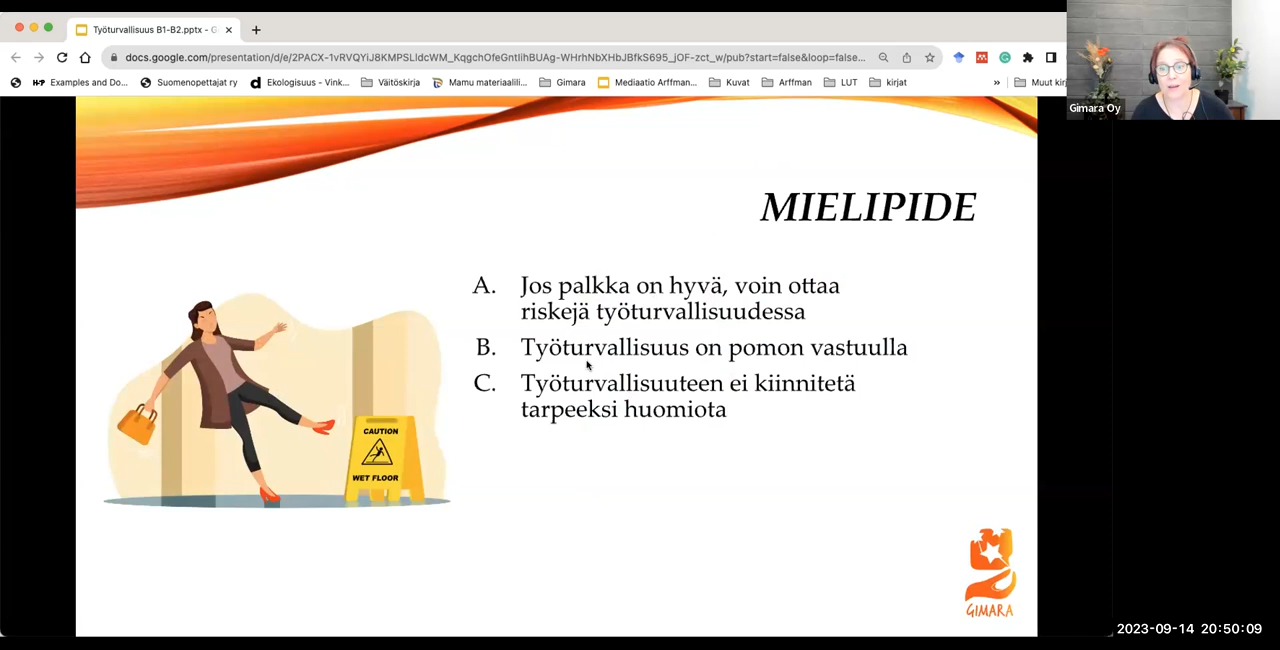 Työturvallisuus B1-B2.pptx - G
docs.google.com/presentation/d/e/2PACX-1vRVQYiJ8KMPSLldcWM_KqgchOfeGntlihBUAg-WHrhNbXHbJBfkS695_jOF-zct_w/pub?start=false&loop=false...
Examples and Do... Suomenopettajat ry Ekologisuus - Vink... Väitöskirja Mamu materiaalili... Gimara Mediaatio Arffman... Kuvat Arffman LUT kirjat » Muut kirj
Gimara Oy
MIELIPIDE
A. Jos palkka on hyvä, voin ottaa
riskejä työturvallisuudessa
B. Työturvallisuus on pomon vastuulla
C. Työturvallisuuteen ei kiinnitetä
tarpeeksi huomiota
CAUTION
WET FLOOR
GIMARA
2023-09-14 20:50:09